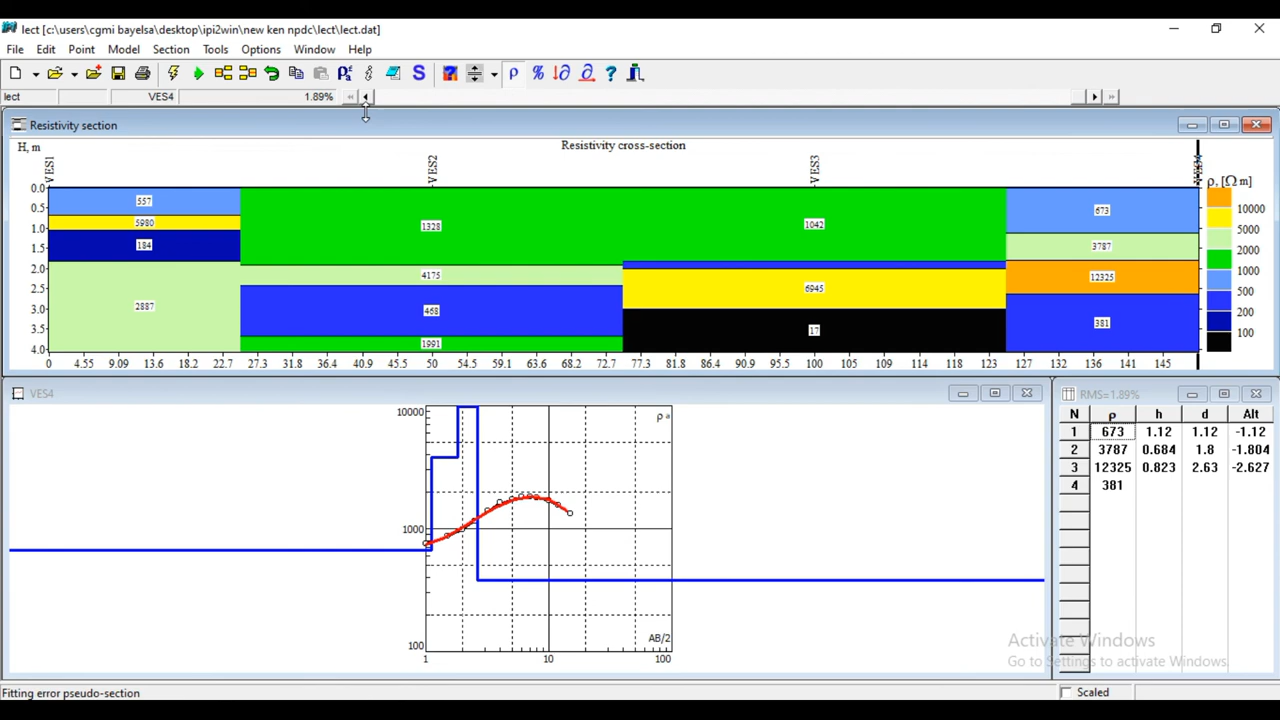 lect [c:\users\cgmi bayelsa\desktop\ipi2win\new ken npdc\lect\lect.dat]
File Edit Point Model Section Tools Options Window Help
lect VES4 1.89%
Resistivity section
H, m Resistivity cross-section
VES1 VES2 VES3
ρ, [Ω m]
0.0
0.5
1.0
1.5
2.0
2.5
3.0
3.5
4.0
557
5980
184
2887
1328
4175
468
1991
1042
6945
17
673
3787
12325
381
10000
5000
2000
1000
500
200
100
0 4.55 9.09 13.6 18.2 22.7 27.3 31.8 36.4 40.9 45.5 50 54.5 59.1 63.6 68.2 72.7 77.3 81.8 86.4 90.9 95.5 100 105 109 114 118 123 127 132 136 141 145
VES4
10000
1000
100
ρa
AB/2
1 10 100
RMS=1.89%
N ρ h d Alt
1 673 1.12 1.12 -1.12
2 3787 0.684 1.8 -1.804
3 12325 0.823 2.63 -2.627
4 381
Activate Windows
Go to Settings to activate Windows.
Fitting error pseudo-section
Scaled